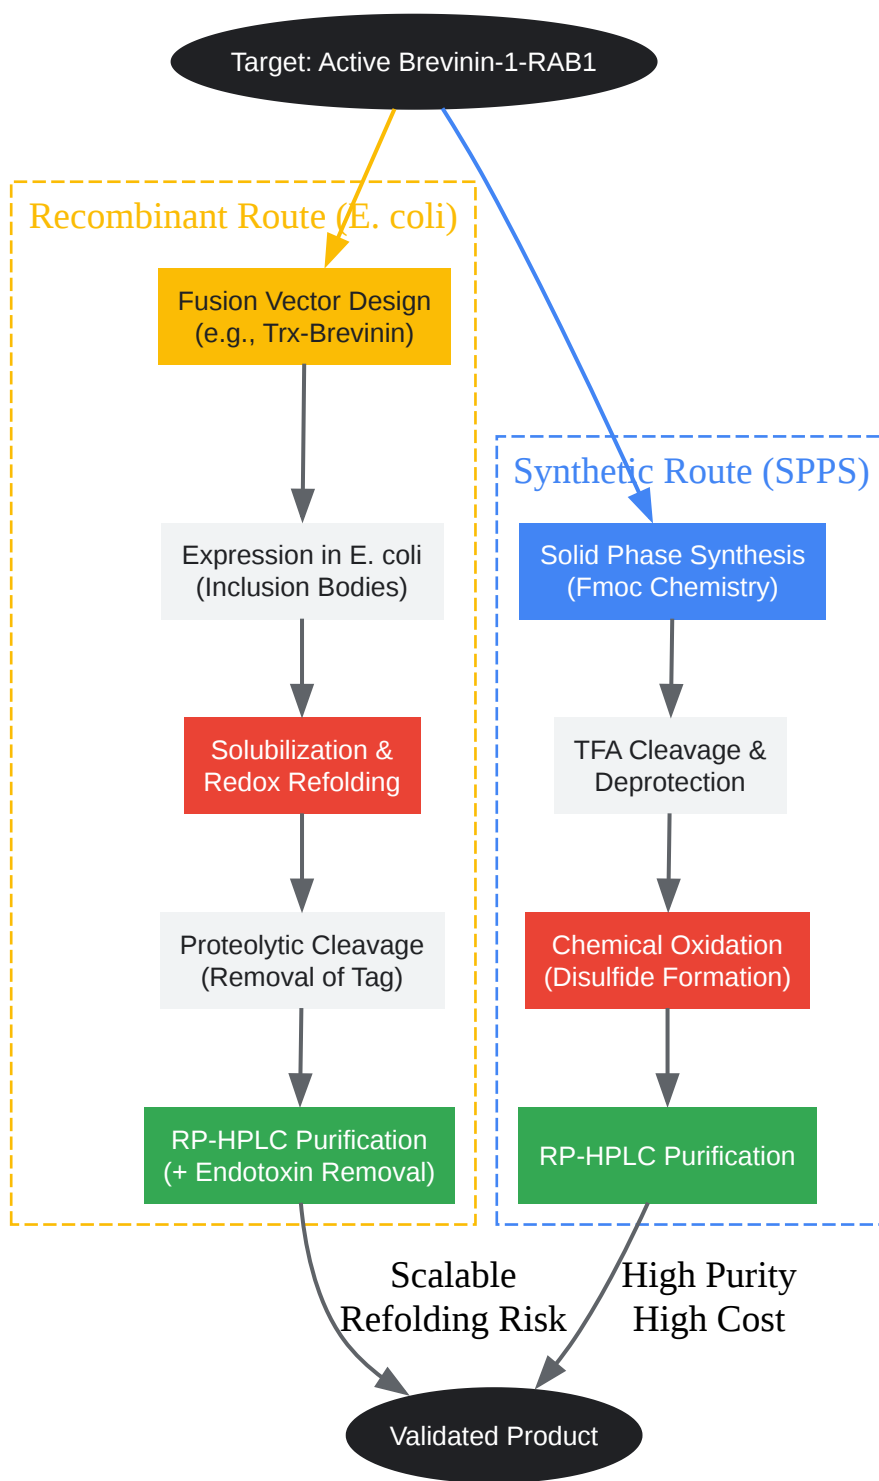 Target: Active Brevinin-1-RAB1
Recombinant Route (E. coli)
Fusion Vector Design
(e.g., Trx-Brevinin)
Expression in E. coli
(Inclusion Bodies)
Solubilization &
Redox Refolding
Proteolytic Cleavage
(Removal of Tag)
RP-HPLC Purification
(+ Endotoxin Removal)
Synthetic Route (SPPS)
Solid Phase Synthesis
(Fmoc Chemistry)
TFA Cleavage &
Deprotection
Chemical Oxidation
(Disulfide Formation)
RP-HPLC Purification
Scalable
Refolding Risk
High Purity
High Cost
Validated Product